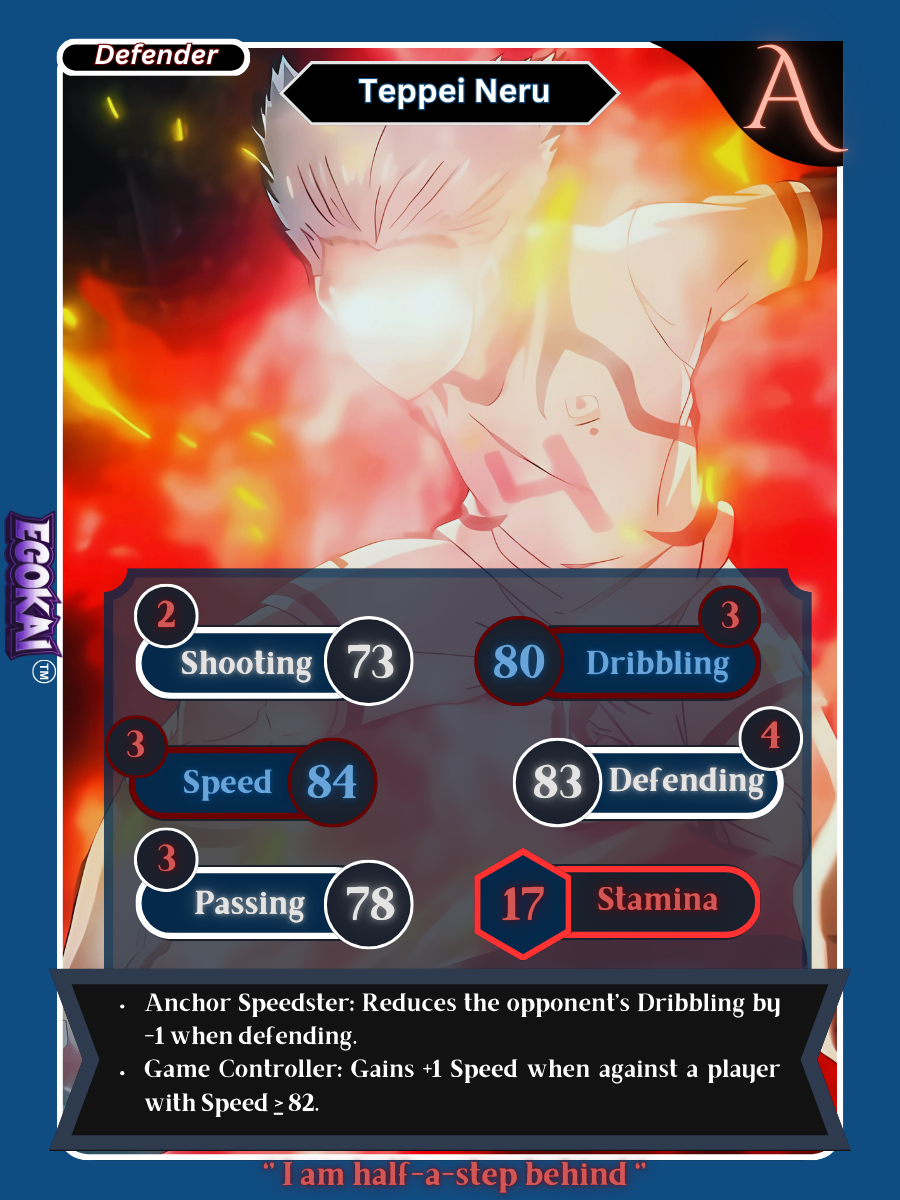 Defender
Teppei Neru
A
EGOKAI
TM
2
Shooting 73
3
80 Dribbling
3
Speed 84
4
83 Defending
3
Passing 78
17 Stamina
• Anchor Speedster: Reduces the opponent's Dribbling by
-1 when defending.
• Game Controller: Gains +1 Speed when against a player
with Speed ≥ 82.
" I am half-a-step behind "